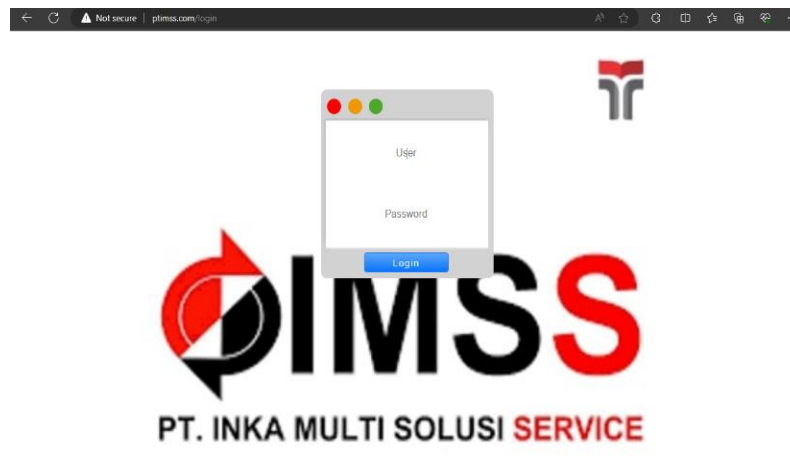 Not secure | ptimss.com/login
User
Password
Login
IMSS
PT. INKA MULTI SOLUSI SERVICE